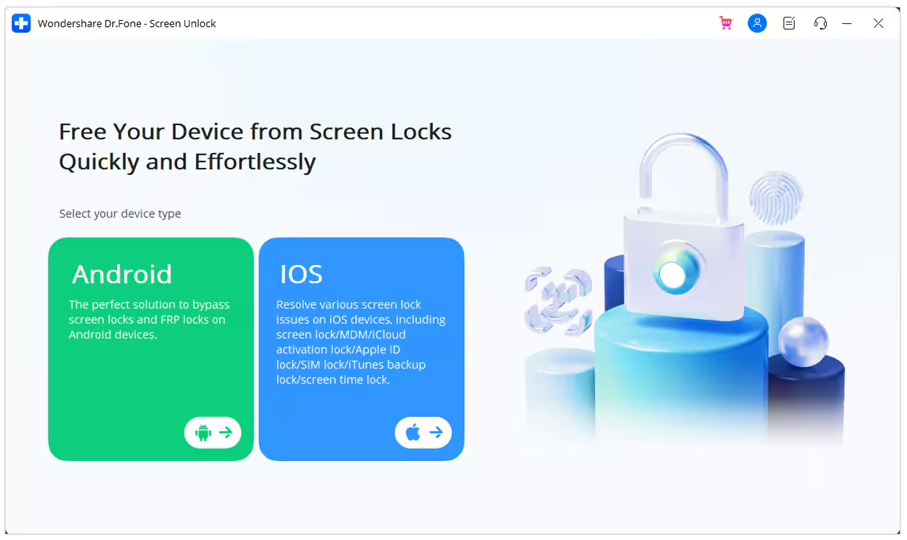 Wondershare Dr.Fone - Screen Unlock
Free Your Device from Screen Locks
Quickly and Effortlessly
Select your device type
Android
The perfect solution to bypass
screen locks and FRP locks on
Android devices.
IOS
Resolve various screen lock
issues on iOS devices, including
screen lock/MDM/iCloud
activation lock/Apple ID
lock/SIM lock/iTunes backup
lock/screen time lock.